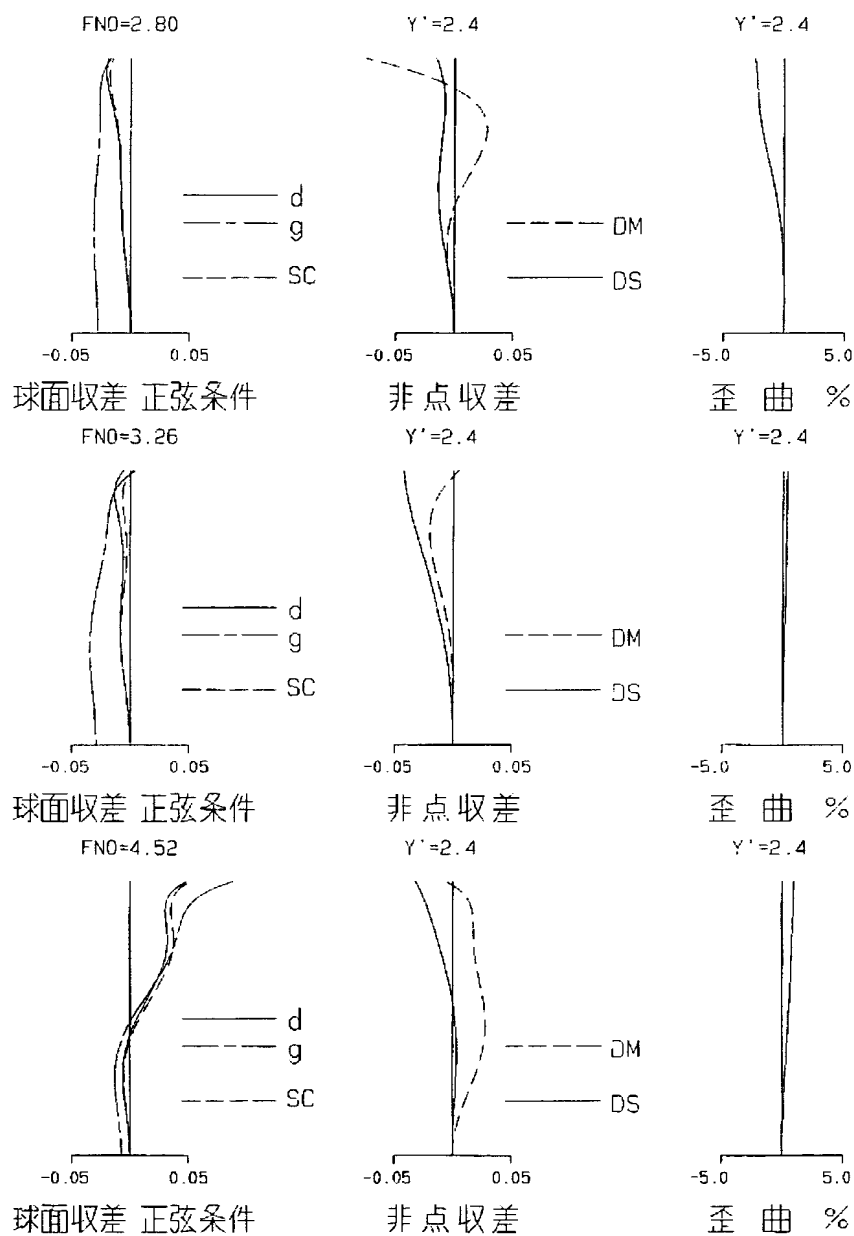 FNO=2.80 Y'=2.4 Y'=2.4
d
g DM
SC DS
-0.05 0.05 -0.05 0.05 -5.0 5.0
球面収差 正弦条件 非点収差 歪 曲 %
FNO=3.26 Y'=2.4 Y'=2.4
d
g DM
SC DS
-0.05 0.05 -0.05 0.05 -5.0 5.0
球面収差 正弦条件 非点収差 歪 曲 %
FNO=4.52 Y'=2.4 Y'=2.4
d
g DM
SC DS
-0.05 0.05 -0.05 0.05 -5.0 5.0
球面収差 正弦条件 非点収差 歪 曲 %